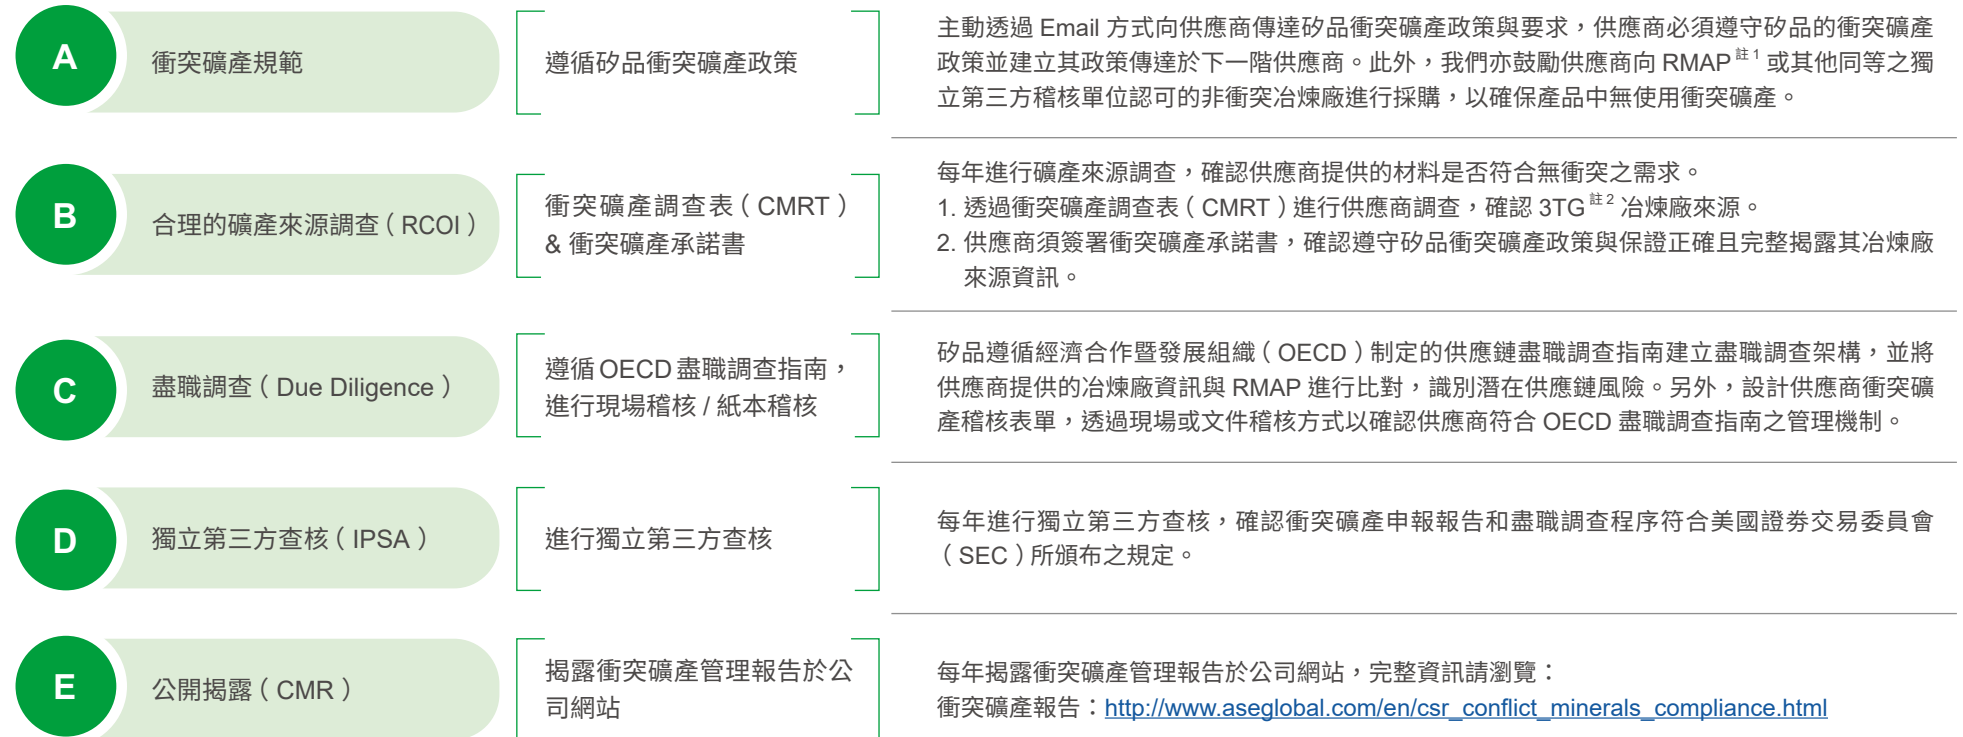 A
衝突礦產規範
遵循矽品衝突礦產政策
主動透過 Email 方式向供應商傳達矽品衝突礦產政策與要求，供應商必須遵守矽品的衝突礦產
政策並建立其政策傳達於下一階供應商。此外，我們亦鼓勵供應商向 RMAP 註1 或其他同等之獨
立第三方稽核單位認可的非衝突冶煉廠進行採購，以確保產品中無使用衝突礦產。
B
合理的礦產來源調查（RCOI）
衝突礦產調查表（CMRT）
& 衝突礦產承諾書
每年進行礦產來源調查，確認供應商提供的材料是否符合無衝突之需求。
1. 透過衝突礦產調查表（CMRT）進行供應商調查，確認 3TG 註2 冶煉廠來源。
2. 供應商須簽署衝突礦產承諾書，確認遵守矽品衝突礦產政策與保證正確且完整揭露其冶煉廠
來源資訊。
C
盡職調查（Due Diligence）
遵循 OECD 盡職調查指南，
進行現場稽核 / 紙本稽核
矽品遵循經濟合作暨發展組織（OECD）制定的供應鏈盡職調查指南建立盡職調查架構，並將
供應商提供的冶煉廠資訊與 RMAP 進行比對，識別潛在供應鏈風險。另外，設計供應商衝突礦
產稽核表單，透過現場或文件稽核方式以確認供應商符合 OECD 盡職調查指南之管理機制。
D
獨立第三方查核（IPSA）
進行獨立第三方查核
每年進行獨立第三方查核，確認衝突礦產申報報告和盡職調查程序符合美國證券交易委員會
（SEC）所頒布之規定。
E
公開揭露（CMR）
揭露衝突礦產管理報告於公
司網站
每年揭露衝突礦產管理報告於公司網站，完整資訊請瀏覽：
衝突礦產報告：http://www.aseglobal.com/en/csr_conflict_minerals_compliance.html